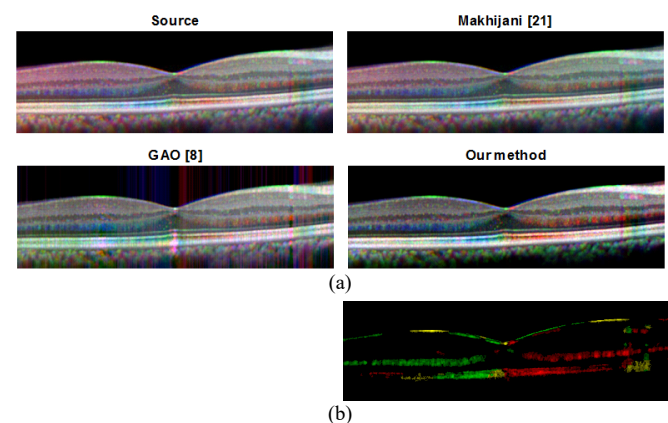 Source
Makhijani [21]
GAO [8]
Our method
(a)
(b)